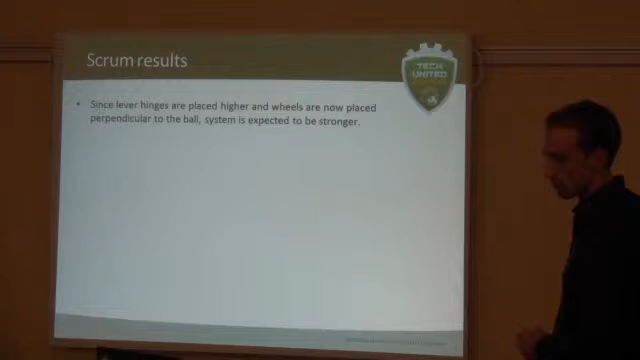 Scrum results
TECH
UNITED
• Since lever hinges are placed higher and wheels are now placed
perpendicular to the ball, system is expected to be stronger.